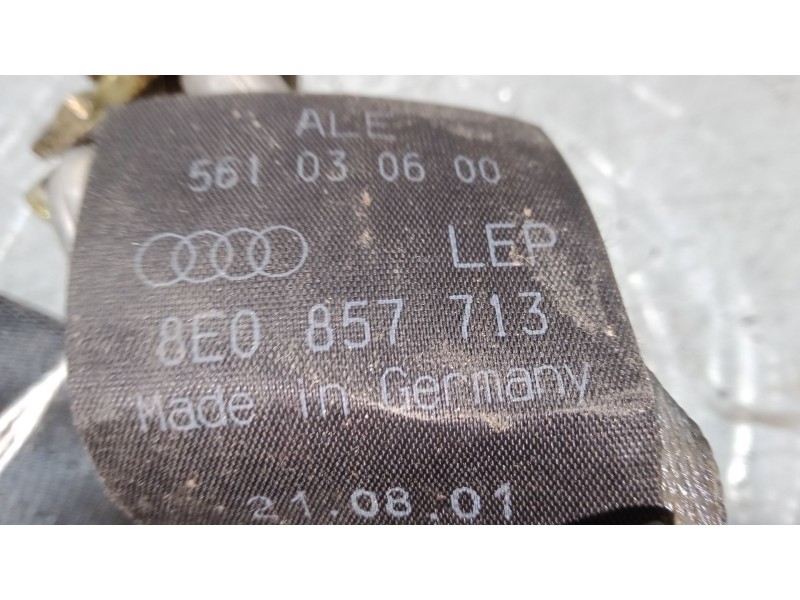 ALE
561 03 06 00
LEP
8E0 857 713
Made in Germany
21.08.01